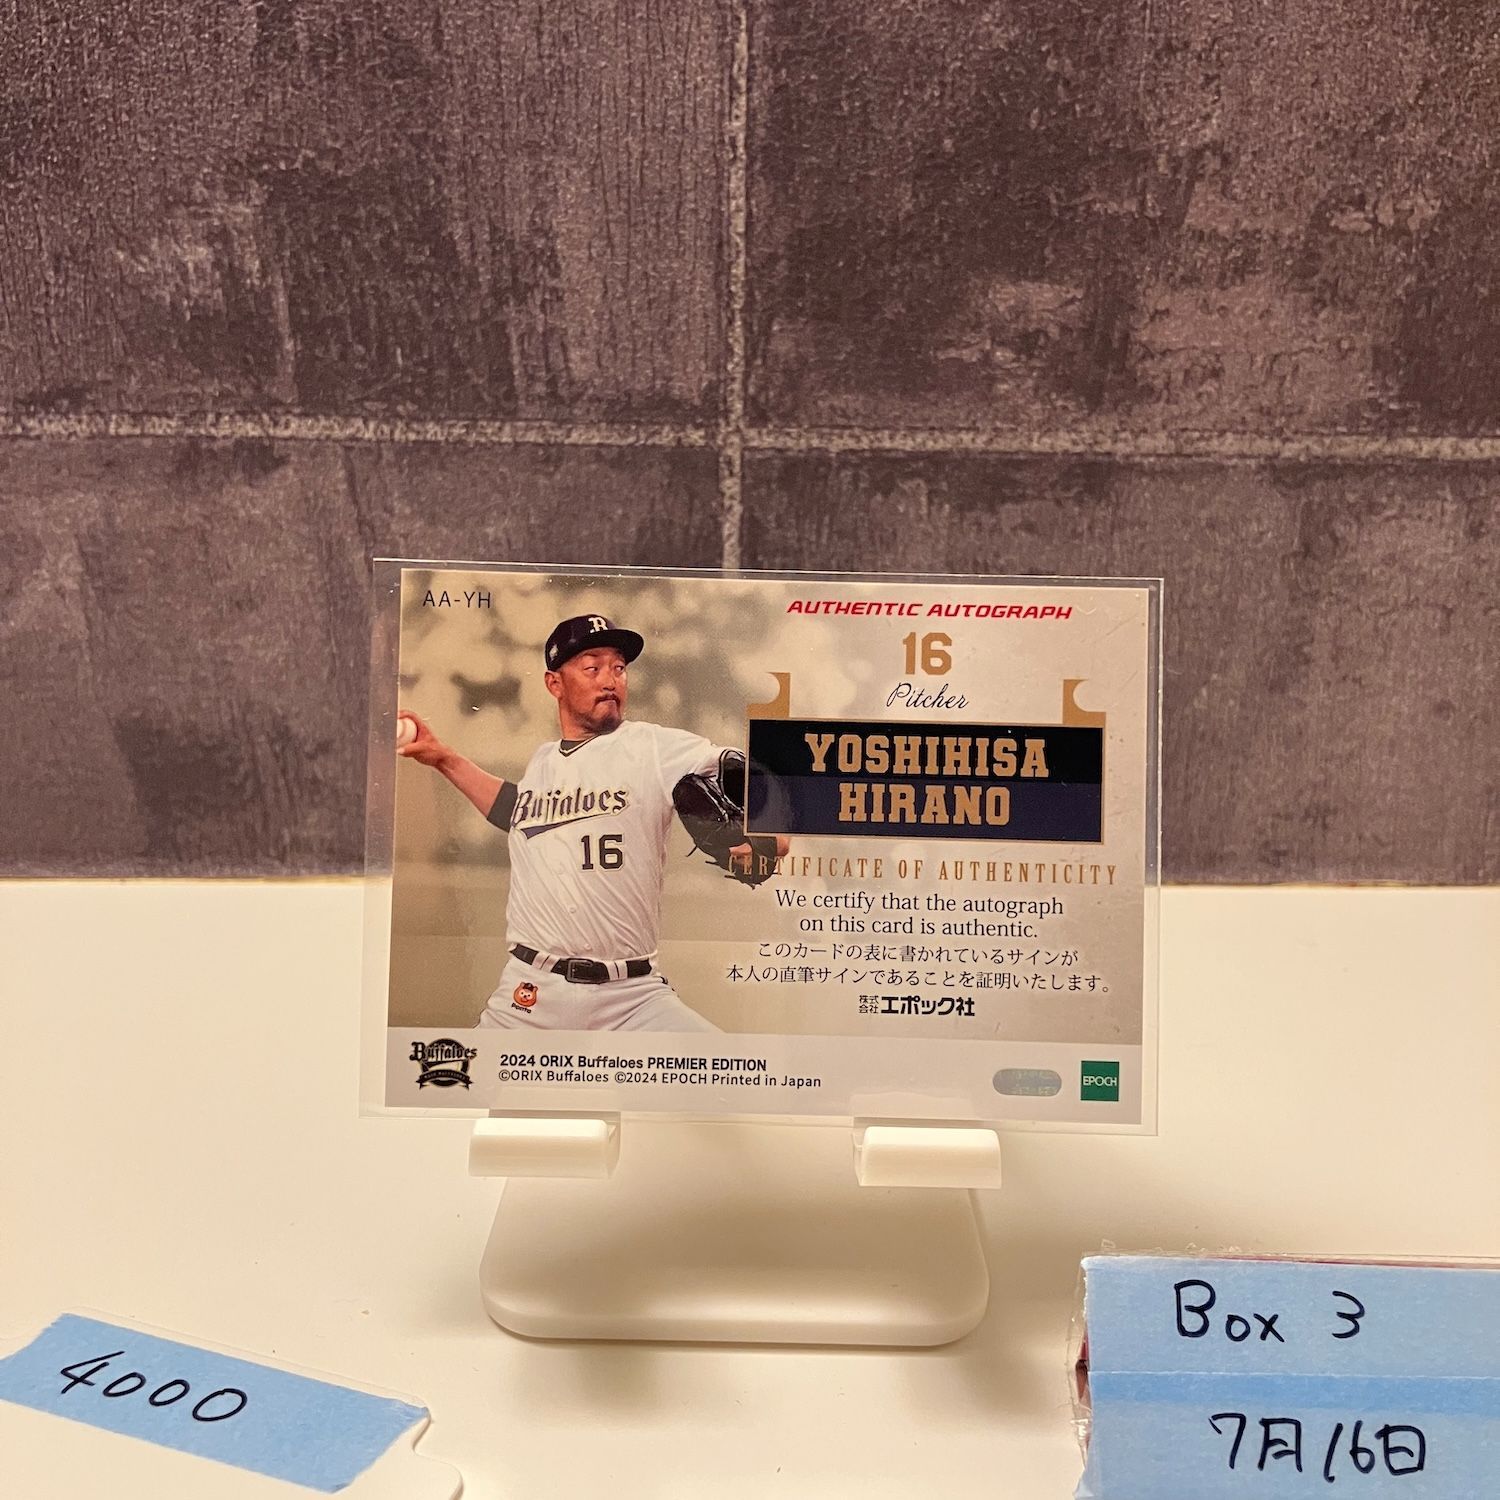 AA-YH
AUTHENTIC AUTOGRAPH
16
Pitcher
B
YOSHIHISA
HIRANO
Buffaloes
16
CERTIFICATE OF AUTHENTICITY
We certify that the autograph
on this card is authentic.
このカードの表に書かれているサインが
本人の直筆サインであることを証明いたします。
株式会社エポック社
Ponta
Buffaloes
2024 ORIX Buffaloes PREMIER EDITION
©ORIX Buffaloes ©2024 EPOCH Printed in Japan
EPOCH
Box 3
7月16日
4000